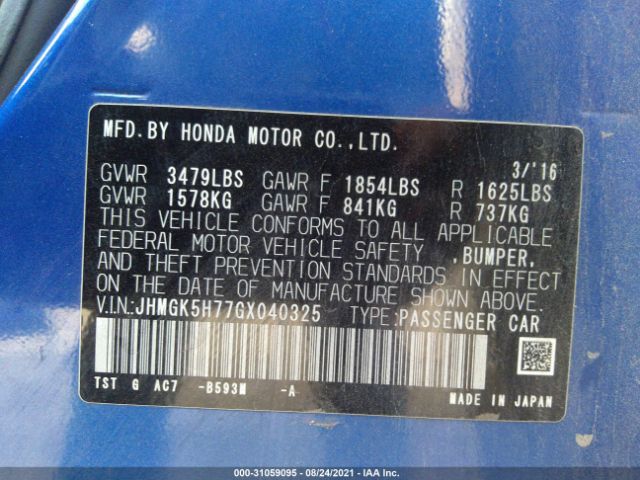 MFD. BY HONDA MOTOR CO., LTD.
3/'16
GVWR 3479LBS GAWR F 1854LBS R 1625LBS
GVWR 1578KG GAWR F 841KG R 737KG
THIS VEHICLE CONFORMS TO ALL APPLICABLE
FEDERAL MOTOR VEHICLE SAFETY, BUMPER,
AND THEFT PREVENTION STANDARDS IN EFFECT
ON THE DATE OF MANUFACTURE SHOWN ABOVE.
V.IN:JHMGK5H77GX040325 TYPE:PASSENGER CAR
TST G AC7 -B593M -A MADE IN JAPAN
000-31059095 - 08/24/2021 - IAA Inc.